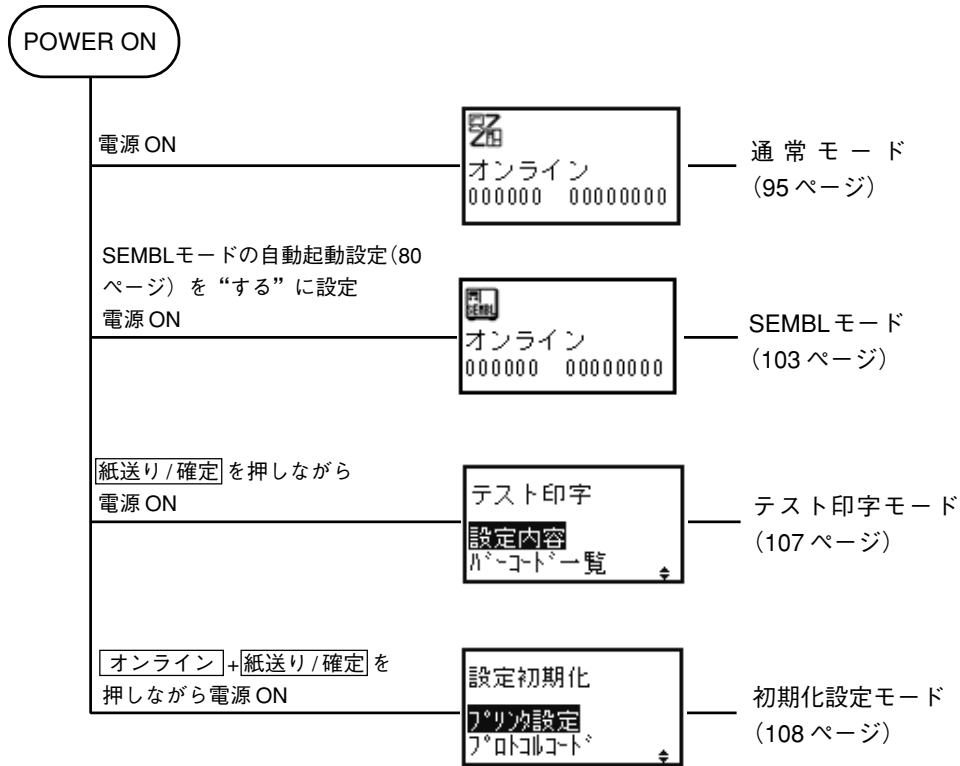 POWER ON
電源 ON
オンライン
000000 00000000
通常モード
（95 ページ）
SEMBLモードの自動起動設定（80
ページ）を“する”に設定
電源 ON
SEMBL
オンライン
000000 00000000
SEMBLモード
（103 ページ）
紙送り/確定 を押しながら
電源 ON
テスト印字
設定内容
ﾊﾞｰｺｰﾄﾞ一覧
テスト印字モード
（107 ページ）
オンライン +紙送り/確定 を
押しながら電源 ON
設定初期化
ﾌﾟﾘﾝﾀ設定
ﾌﾟﾛﾄｺﾙｺｰﾄﾞ
初期化設定モード
（108 ページ）